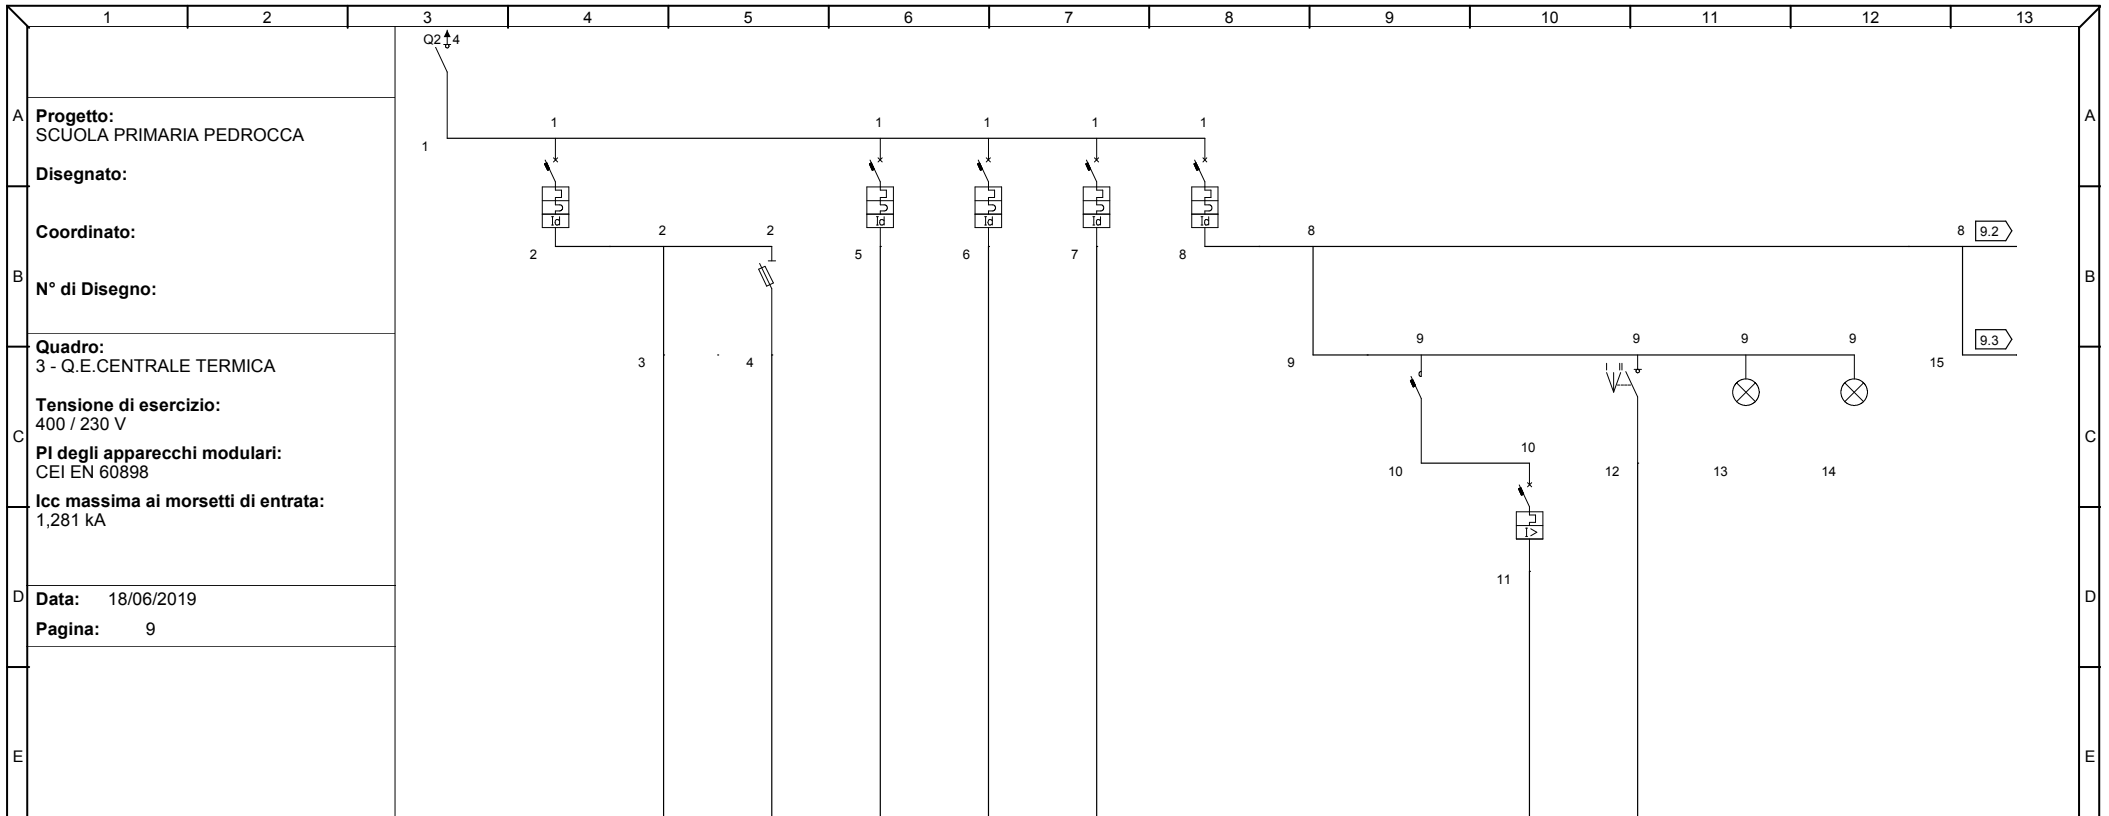 1 2 3 4 5 6 7 8 9 10 11 12 13
Q2 4
A Progetto: A
SCUOLA PRIMARIA PEDROCCA
1 1 1 1 1
1
Disegnato:
Id Id Id Id Id
Coordinato:
2 2 8 8 9.2
2 5 6 7 8
B B
N° di Disegno:
Quadro:
3 - Q.E.CENTRALE TERMICA
9 9 9 9 9.3
3 4 9 15
I II
Tensione di esercizio:
400 / 230 V
C C
PI degli apparecchi modulari:
CEI EN 60898
10
10 12 13 14
Icc massima ai morsetti di entrata:
1,281 kA
I>
11
D Data: 18/06/2019 D
Pagina: 9
E E